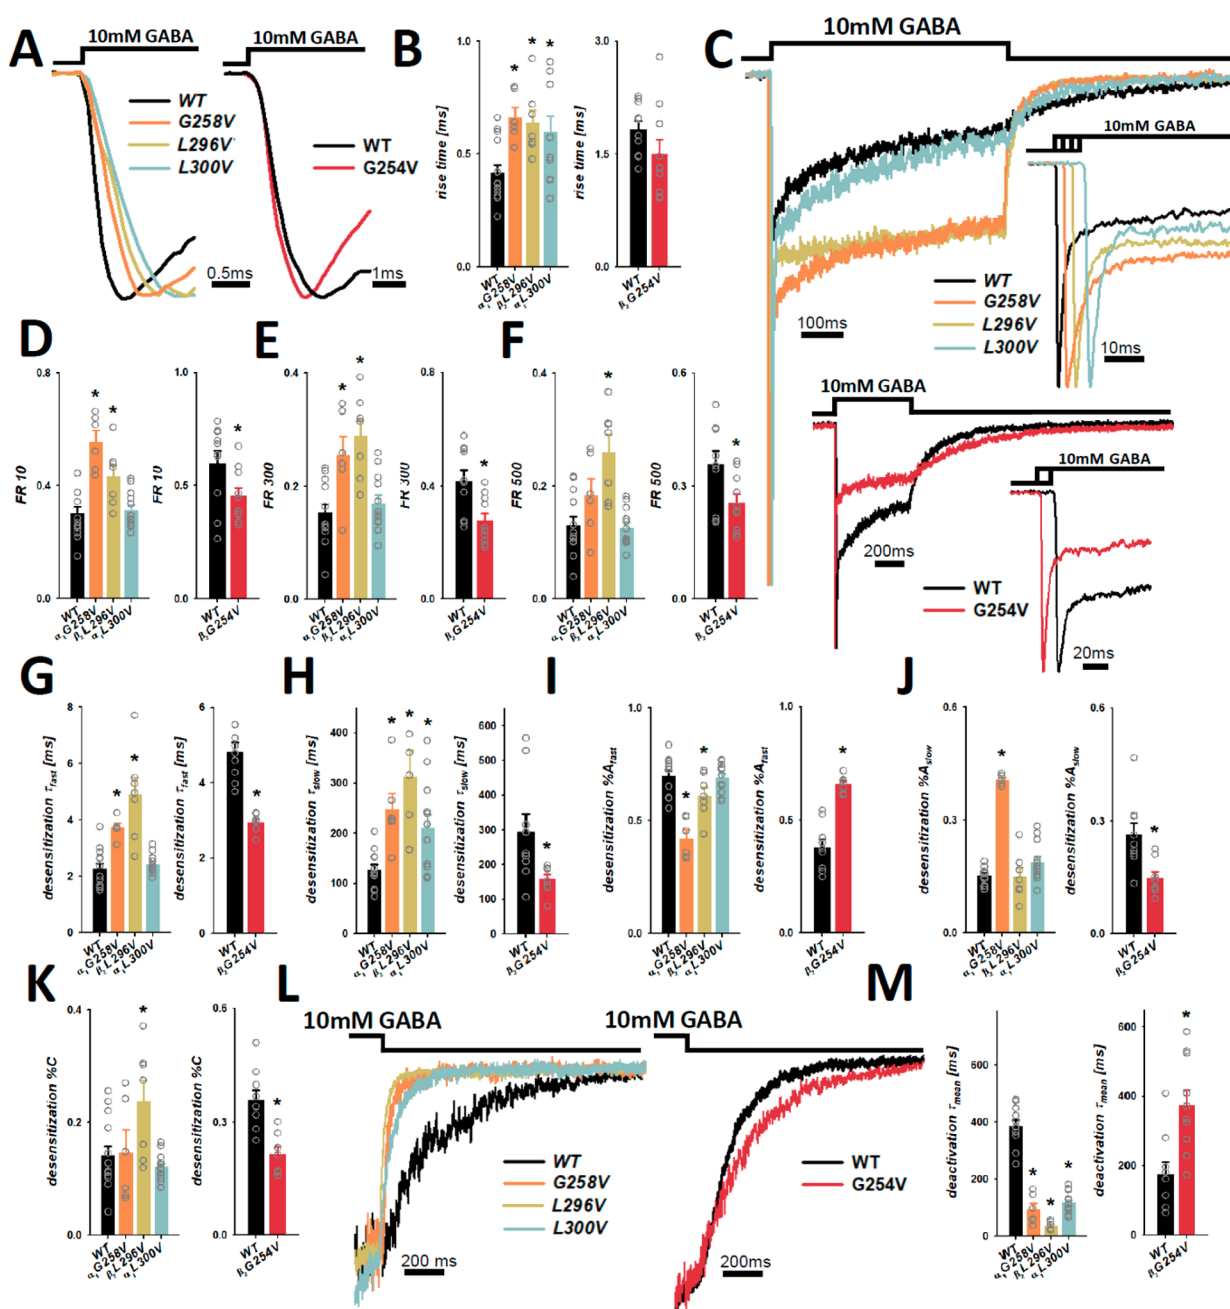 A
10mM GABA
10mM GABA
WT
G258V
L296V
L300V
WT
G254V
0.5ms
1ms
B
rise time [ms]
1.0
0.5
0.0
*
*
*
WT
α₁G258V
β₂L296V
α₁L300V
rise time [ms]
3.0
1.5
0.0
WT
β₂G254V
C
10mM GABA
10mM GABA
WT
G258V
L296V
L300V
100ms
10ms
10mM GABA
10mM GABA
200ms
WT
G254V
20ms
D
FR 10
0.8
0.4
0.0
*
*
WT
α₁G258V
β₂L296V
α₁L300V
FR 10
1.0
0.5
0.0
*
WT
β₂G254V
E
FR 300
0.4
0.2
0.0
*
*
WT
α₁G258V
β₂L296V
α₁L300V
FR 300
0.8
0.4
0.0
*
WT
β₂G254V
F
FR 500
0.4
0.2
0.0
*
WT
α₁G258V
β₂L296V
α₁L300V
FR 500
0.6
0.3
0.0
*
WT
β₂G254V
G
desensitization τfast [ms]
8
6
4
2
0
*
*
WT
α₁G258V
β₂L296V
α₁L300V
desensitization τfast [ms]
6
4
2
0
*
WT
β₂G254V
H
desensitization τslow [ms]
400
300
200
100
0
*
*
*
WT
α₁G258V
β₂L296V
α₁L300V
desensitization τslow [ms]
600
500
400
300
200
100
0
*
WT
β₂G254V
I
desensitization %Afast
1.0
0.5
0.0
*
*
WT
α₁G258V
β₂L296V
α₁L300V
desensitization %Afast
1.0
0.5
0.0
*
WT
β₂G254V
J
desensitization %Aslow
0.6
0.3
0.0
*
WT
α₁G258V
β₂L296V
α₁L300V
desensitization %Aslow
0.6
0.3
0.0
*
WT
β₂G254V
K
desensitization %C
0.4
0.2
0.0
*
WT
α₁G258V
β₂L296V
α₁L300V
desensitization %C
0.6
0.3
0.0
*
WT
β₂G254V
L
10mM GABA
10mM GABA
WT
G258V
L296V
L300V
200 ms
WT
G254V
200ms
M
deactivation τmean [ms]
600
400
200
0
*
*
*
WT
α₁G258V
β₂L296V
α₁L300V
deactivation τmean [ms]
600
400
200
0
*
WT
β₂G254V